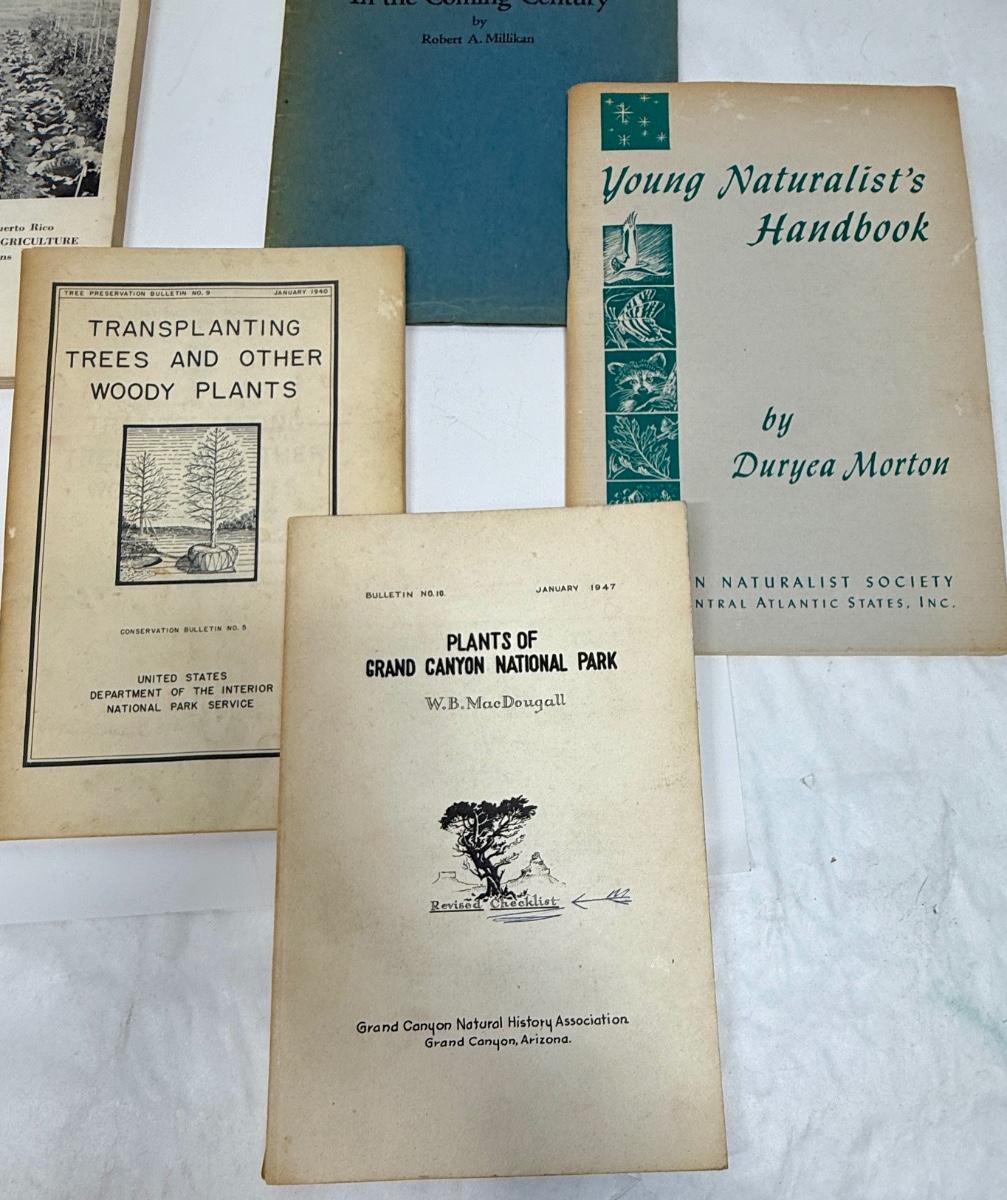 In the Coming Century
by
Robert A. Millikan
Puerto Rico
AGRICULTURE
Young Naturalist's
Handbook
by
Duryea Morton
N NATURALIST SOCIETY
NTRAL ATLANTIC STATES, INC.
TREE PRESERVATION BULLETIN NO. 9 JANUARY 1940
TRANSPLANTING
TREES AND OTHER
WOODY PLANTS
CONSERVATION BULLETIN NO. 5
UNITED STATES
DEPARTMENT OF THE INTERIOR
NATIONAL PARK SERVICE
BULLETIN NO. 10. JANUARY 1947
PLANTS OF
GRAND CANYON NATIONAL PARK
W.B. MacDougall
Revised Checklist
Grand Canyon Natural History Association
Grand Canyon, Arizona.